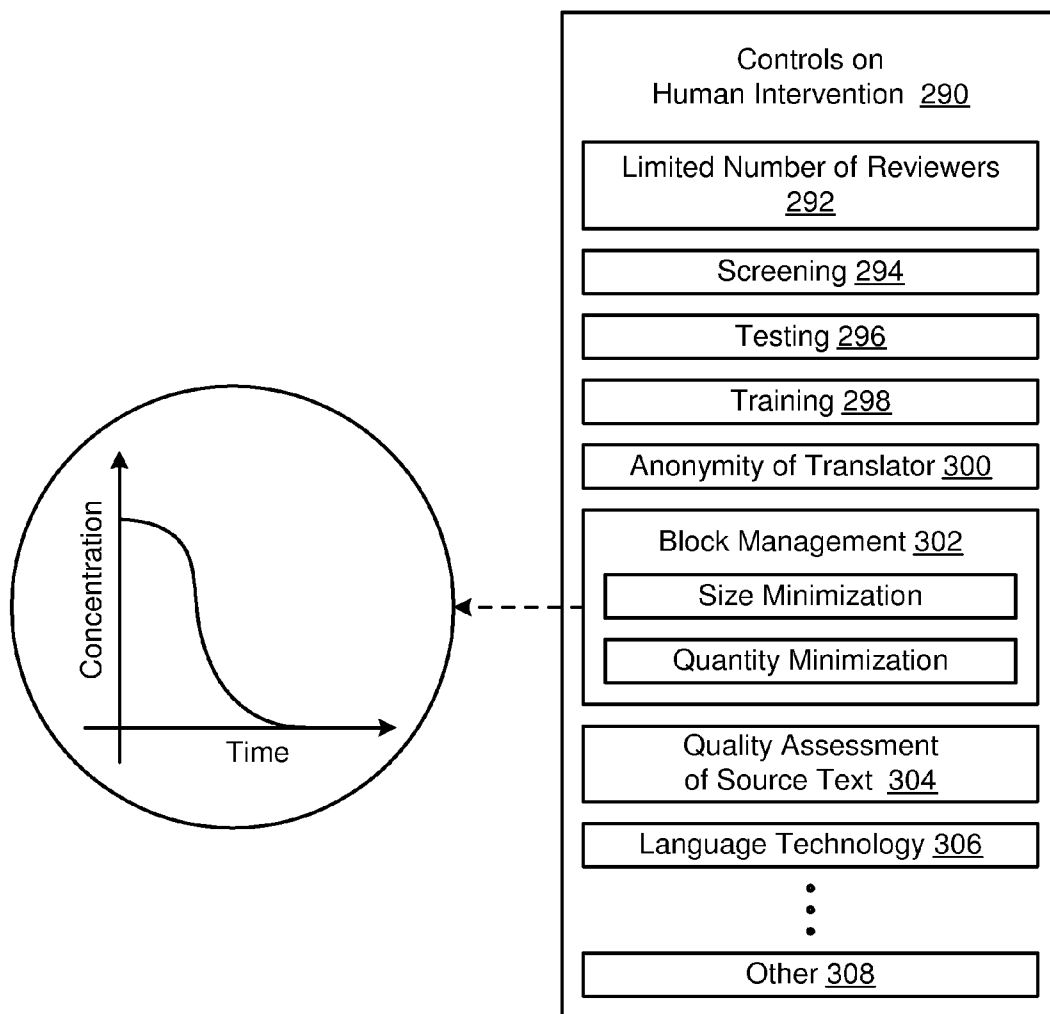 Controls on
Human Intervention 290
Limited Number of Reviewers
292
Screening 294
Testing 296
Training 298
Anonymity of Translator 300
Block Management 302
Size Minimization
Quantity Minimization
Quality Assessment
of Source Text 304
Language Technology 306
Other 308
Concentration
Time